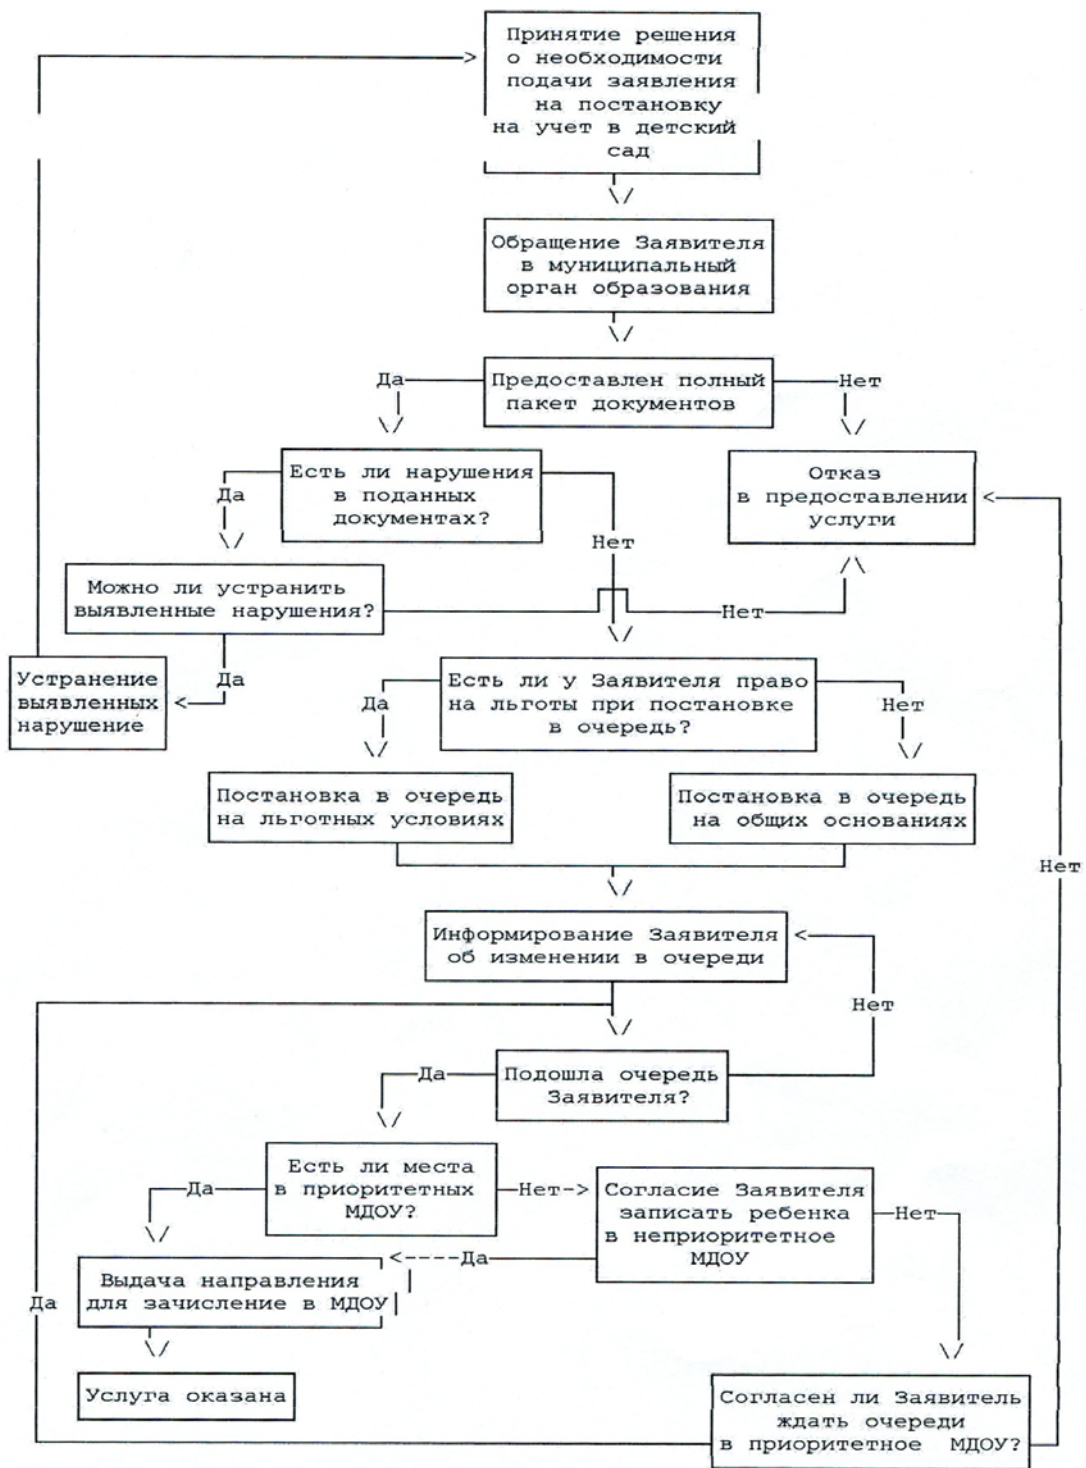 Принятие решения
о необходимости
подачи заявления
на постановку
на учет в детский
сад
Обращение Заявителя
в муниципальный
орган образования
Да
Предоставлен полный
пакет документов
Нет
Есть ли нарушения
в поданных
документах?
Да
Нет
Отказ
в предоставлении
услуги
Можно ли устранить
выявленные нарушения?
Нет
Да
Устранение
выявленных
нарушение
Есть ли у Заявителя право
на льготы при постановке
в очередь?
Да
Нет
Постановка в очередь
на льготных условиях
Постановка в очередь
на общих основаниях
Нет
Информирование Заявителя
об изменении в очереди
Нет
Да
Подошла очередь
Заявителя?
Есть ли места
в приоритетных
МДОУ?
Да
Нет
Согласие Заявителя
записать ребенка
в неприоритетное
МДОУ
Нет
Да
Выдача направления
для зачисление в МДОУ
Да
Услуга оказана
Согласен ли Заявитель
ждать очереди
в приоритетное МДОУ?